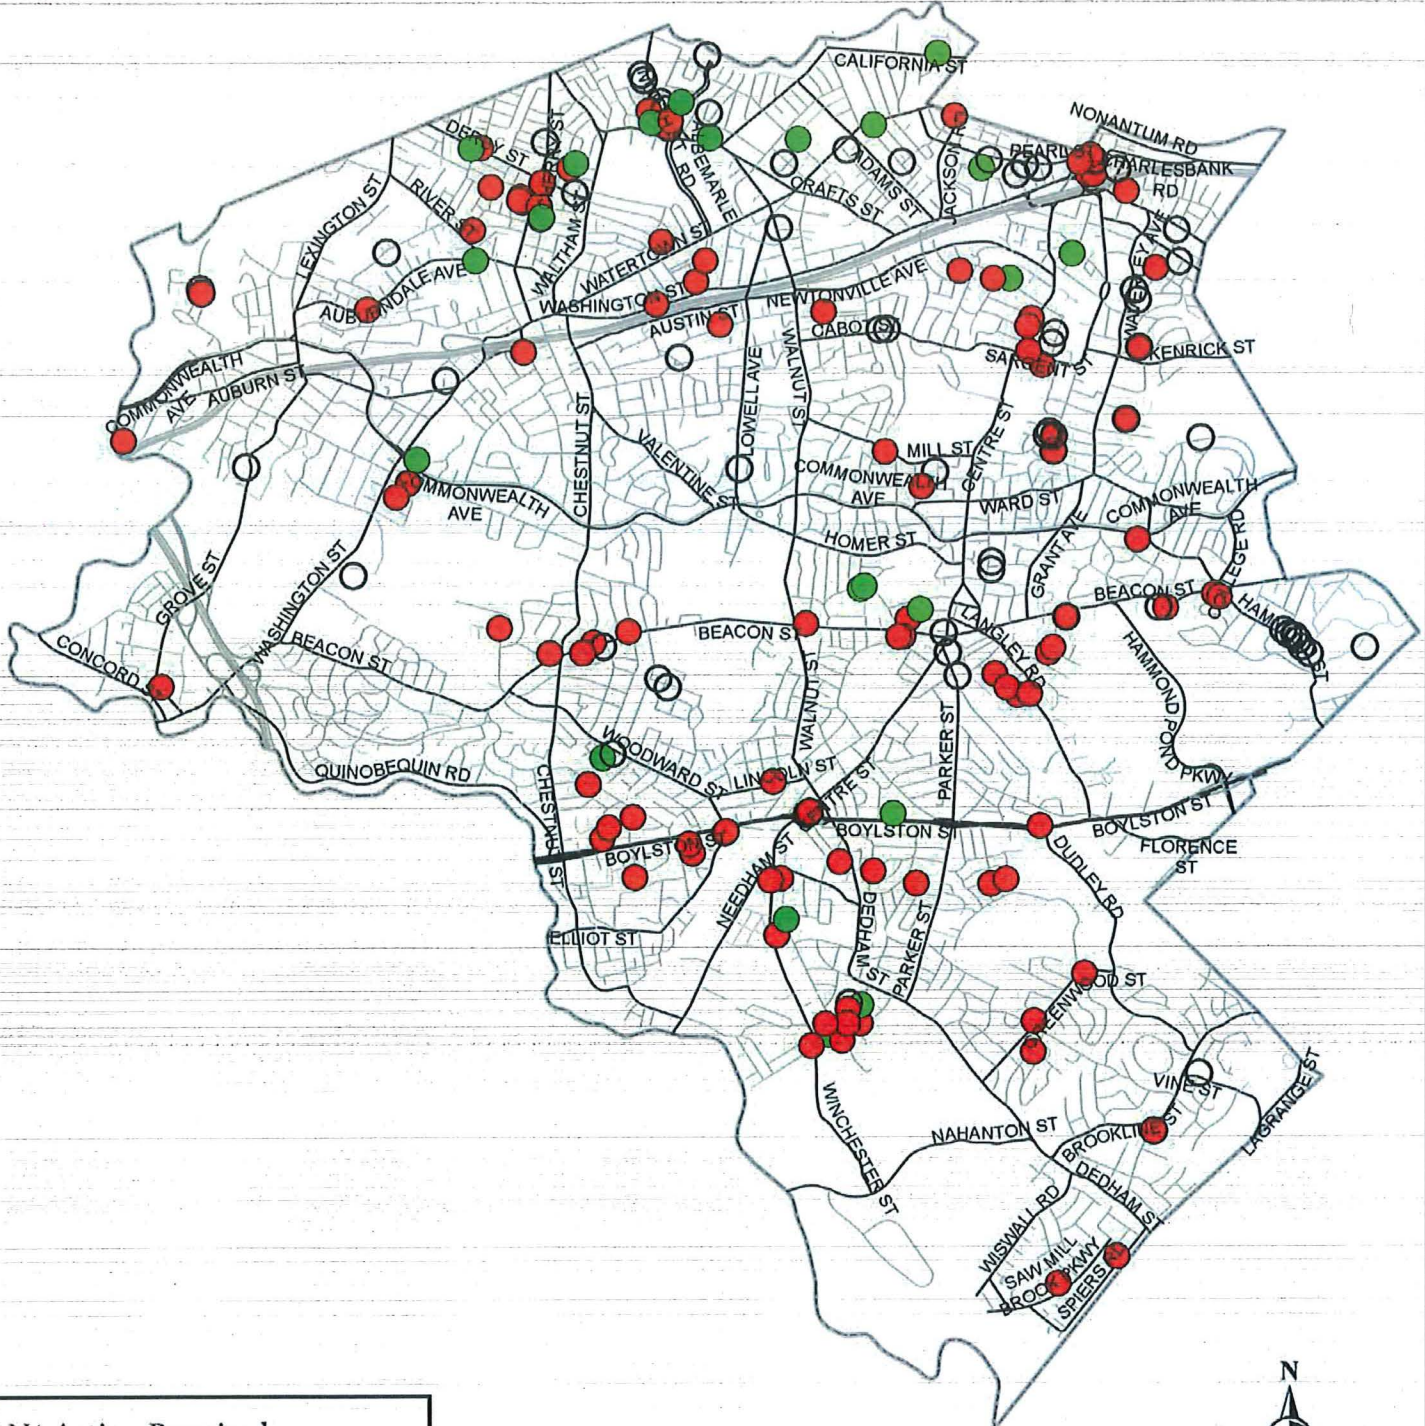 CALIFORNIA ST
NONANTUM RD
DERBY ST
ALBEMARLE RD
ADAMS ST
JACKSON R
PEARL ST
CHARLESBANK RD
CRAFTS ST
RIVER S
LEXINGTON ST
WALTHAM ST
WATERTOWN ST
WASHINGTON ST
NEWTONVILLE AVE
AUSTIN ST
CABOT ST
SARGENT ST
KENRICK ST
COMMONWEALTH AVE
AUBURN ST
CHESTNUT ST
LOWELL AVE
WALNUT ST
VALENTINE ST
MILL ST
COMMONWEALTH AVE
CENTRE ST
WARD ST
COMMONWEALTH AVE
COMMONWEALTH AVE
HOMER ST
GRANT AVE
GROVE ST
WASHINGTON ST
BEACON ST
HAMM ST
CONCORD S
BEACON ST
BEACON ST
LANGLEY RD
HAMMOND POND PKWY
WALNUT ST
PARKER ST
WOODWARD ST
LINCOLN ST
QUINOBEQUIN RD
CHESTNUT ST
BOYLSTON ST
BOYLSTON ST
BOYLSTON ST
FLORENCE ST
DUDLEY RD
NEEDHAM ST
DEDHAM ST
PARKER ST
ELLIOT ST
GREENWOOD ST
VINE ST
LAGRANGE ST
WINCHESTER ST
NAHANTON ST
BROOKLINE ST
DEDHAM ST
WISWALL RD
SAW MILL BROOK PKWY
SPIERS
N